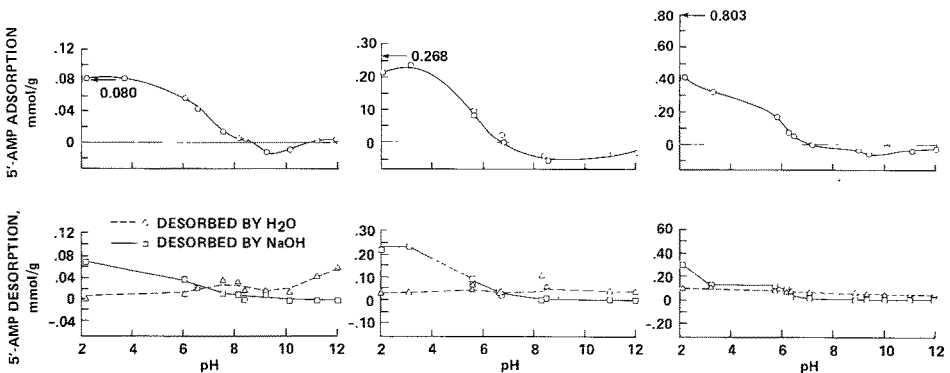 5'-AMP ADSORPTION
mmol/g
.12
.08
.04
0
0.080
.30
.20
.10
0
0.268
.80
.60
.40
.20
0
0.803
5'-AMP DESORPTION,
mmol/g
.12
.08
.04
0
-.04
DESORBED BY H2O
DESORBED BY NaOH
2 4 6 8 10 12
pH
.30
.20
.10
0
-.10
2 4 6 8 10 12
pH
.60
.40
.20
0
-.20
2 4 6 8 10 12
pH